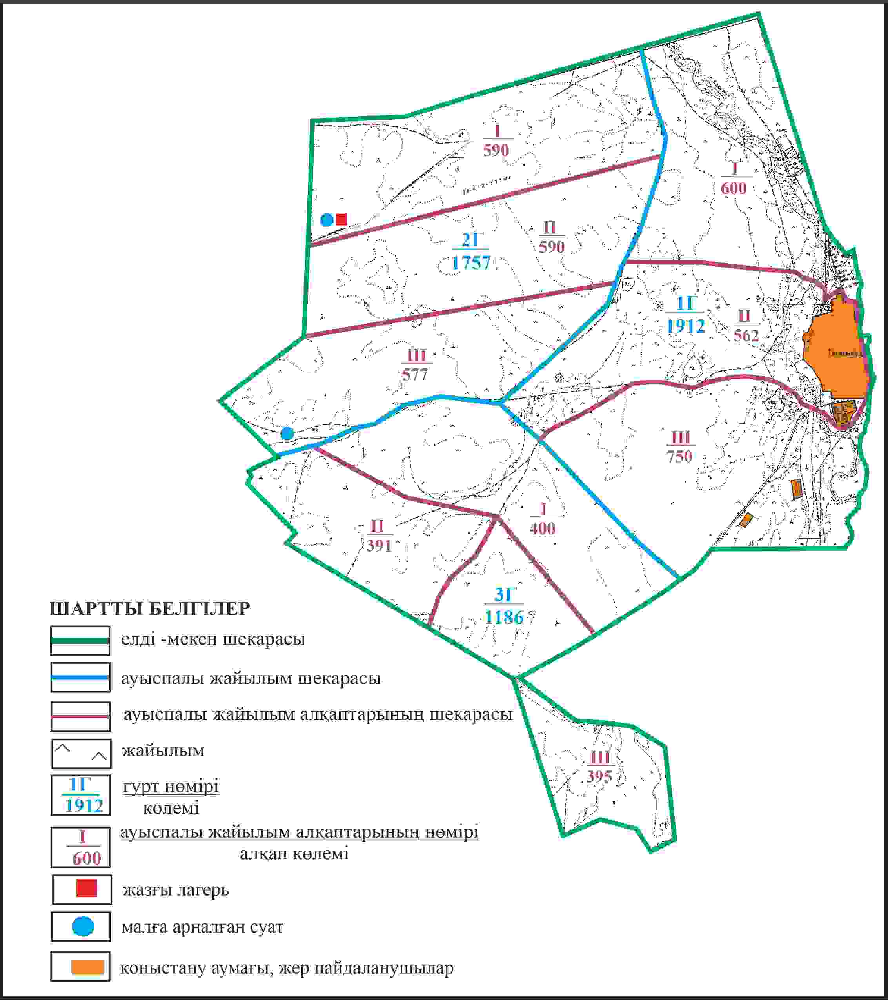 I
590
I
600
II
590
2Г
1757
1Г
1912
II
562
III
577
III
750
I
400
II
391
3Г
1186
III
395
ШАРТТЫ БЕЛГІЛЕР
елді -мекен шекарасы
ауыспалы жайылым шекарасы
ауыспалы жайылым алқаптарының шекарасы
жайылым
1Г
1912
гурт нөмірі
көлемі
I
600
ауыспалы жайылым алқаптарының нөмірі
алқап көлемі
жазғы лагерь
малға арналған суат
қоныстану аумағы, жер пайдаланушылар